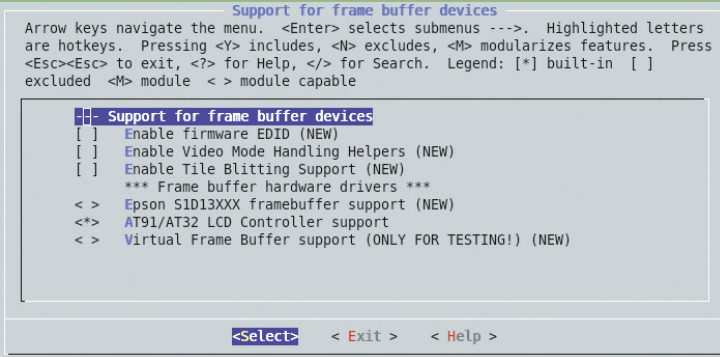 Support for frame buffer devices
Arrow keys navigate the menu.  <Enter> selects submenus --->.  Highlighted letters
are hotkeys.  Pressing <Y> includes, <N> excludes, <M> modularizes features.  Press
<Esc><Esc> to exit, <?> for Help, </> for Search.  Legend: [*] built-in  [ ]
excluded  <M> module  < > module capable
--- Support for frame buffer devices
[ ]   Enable firmware EDID (NEW)
[ ]   Enable Video Mode Handling Helpers (NEW)
[ ]   Enable Tile Blitting Support (NEW)
*** Frame buffer hardware drivers ***
< >   Epson S1D13XXX framebuffer support (NEW)
<*>   AT91/AT32 LCD Controller support
< >   Virtual Frame Buffer support (ONLY FOR TESTING!) (NEW)
<Select>    < Exit >    < Help >